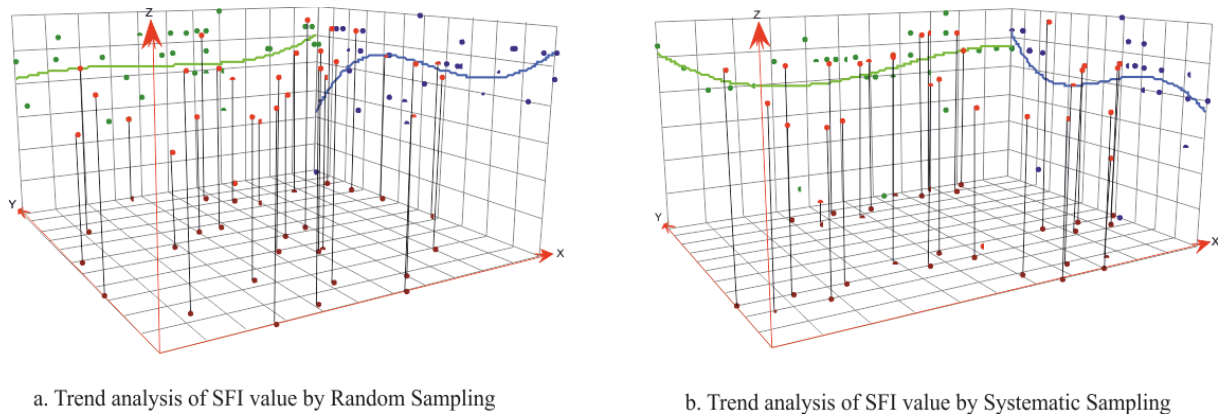 Z
Y
X
a. Trend analysis of SFI value by Random Sampling
Z
Y
X
b. Trend analysis of SFI value by Systematic Sampling